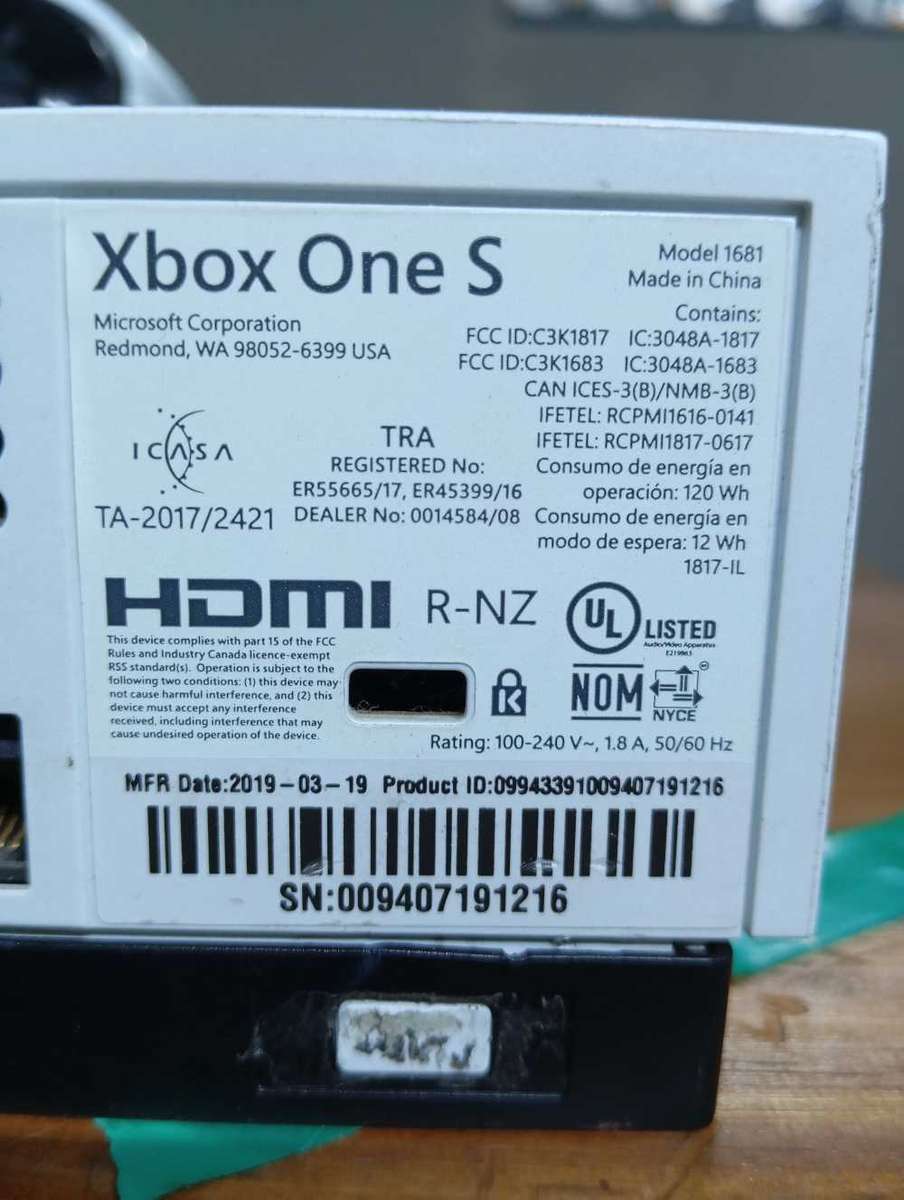 Xbox One S
Microsoft Corporation
Redmond, WA 98052-6399 USA
Model 1681
Made in China
Contains:
FCC ID:C3K1817 IC:3048A-1817
FCC ID:C3K1683 IC:3048A-1683
CAN ICES-3(B)/NMB-3(B)
IFETEL: RCPMI1616-0141
IFETEL: RCPMI1817-0617
Consumo de energía en
operación: 120 Wh
Consumo de energía en
modo de espera: 12 Wh
1817-IL
ICASA
TA-2017/2421
TRA
REGISTERED No:
ER55665/17, ER45399/16
DEALER No: 0014584/08
HDMI
R-NZ
UL LISTED
Audio/Video Apparatus
E219863
This device complies with part 15 of the FCC
Rules and Industry Canada licence-exempt
RSS standard(s). Operation is subject to the
following two conditions: (1) this device may
not cause harmful interference, and (2) this
device must accept any interference
received, including interference that may
cause undesired operation of the device.
K
NOM
NYCE
Rating: 100-240 V~, 1.8 A, 50/60 Hz
MFR Date:2019-03-19 Product ID:099433910009407191216
SN:009407191216